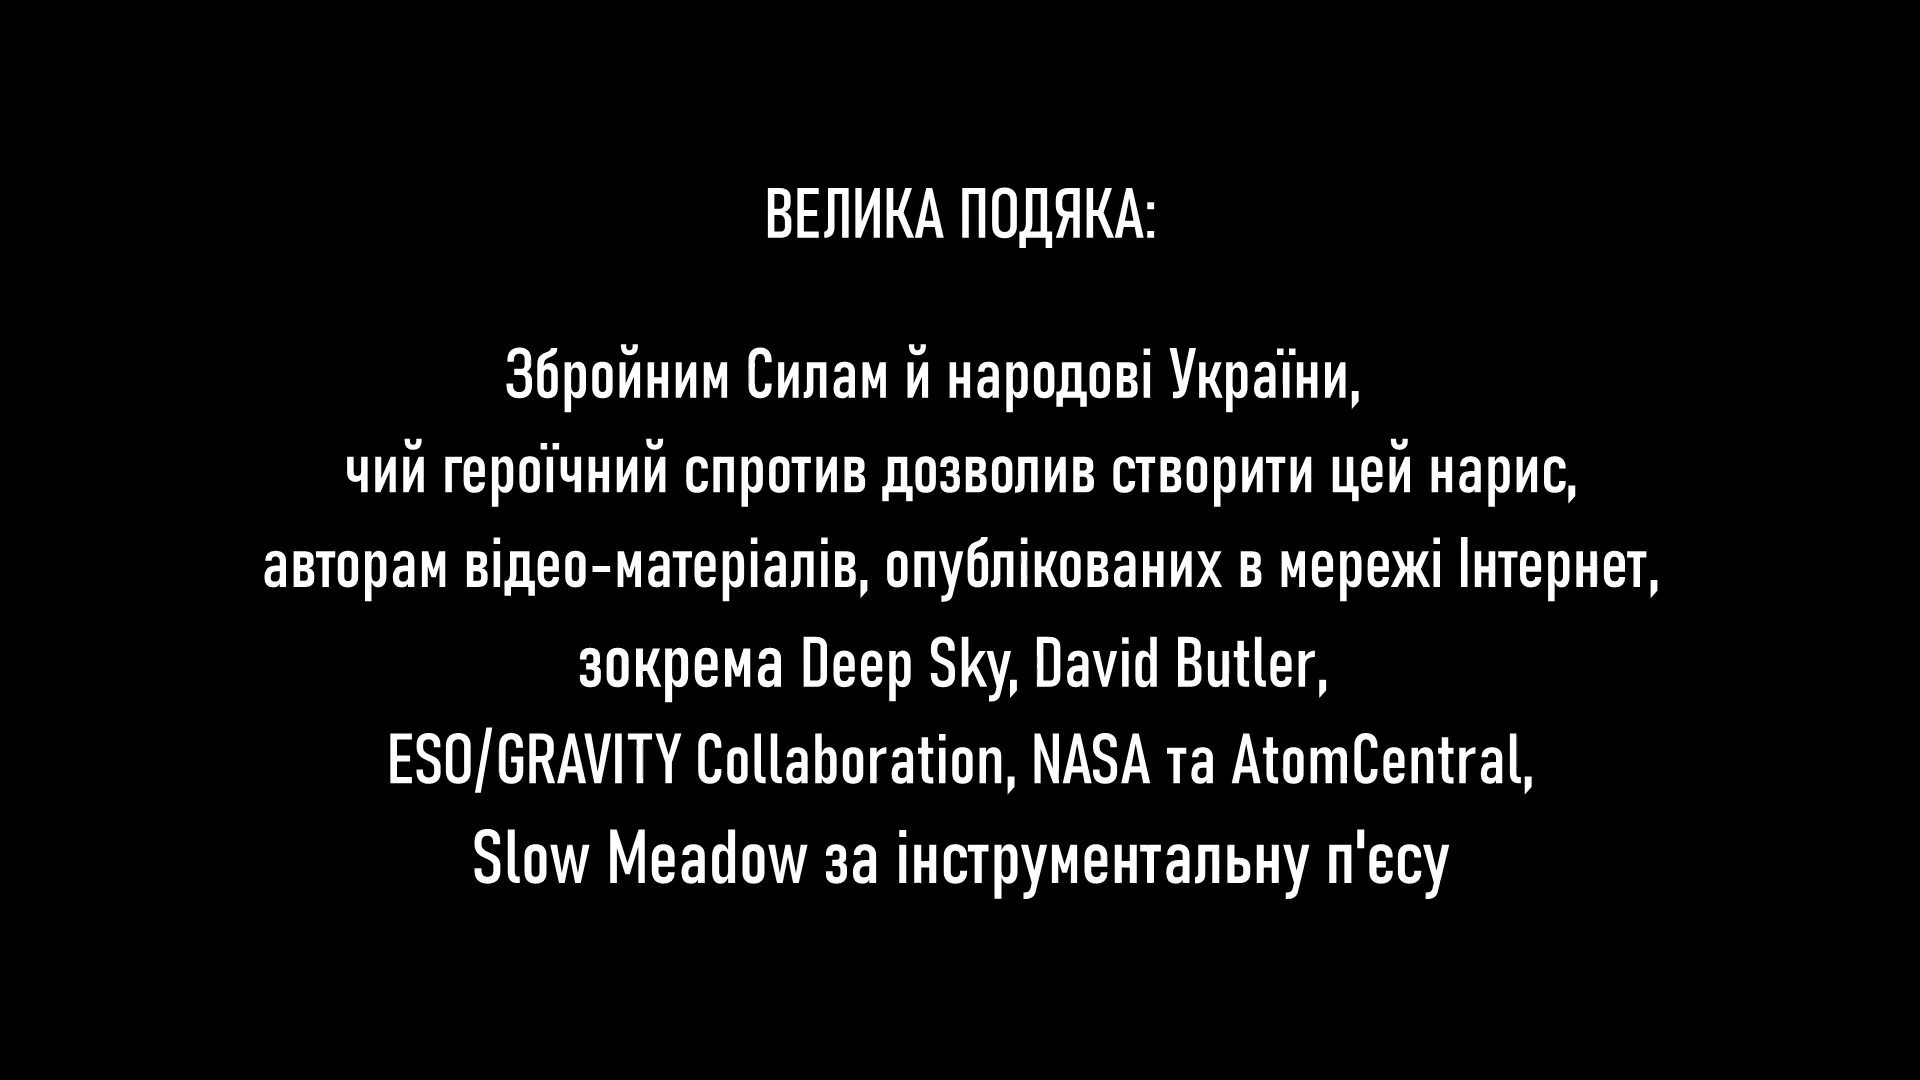 ВЕЛИКА ПОДЯКА:
Збройним Силам й народові України,
чий героїчний спротив дозволив створити цей нарис,
авторам відео-матеріалів, опублікованих в мережі Інтернет,
зокрема Deep Sky, David Butler,
ESO/GRAVITY Collaboration, NASA та AtomCentral,
Slow Meadow за інструментальну п'єсу